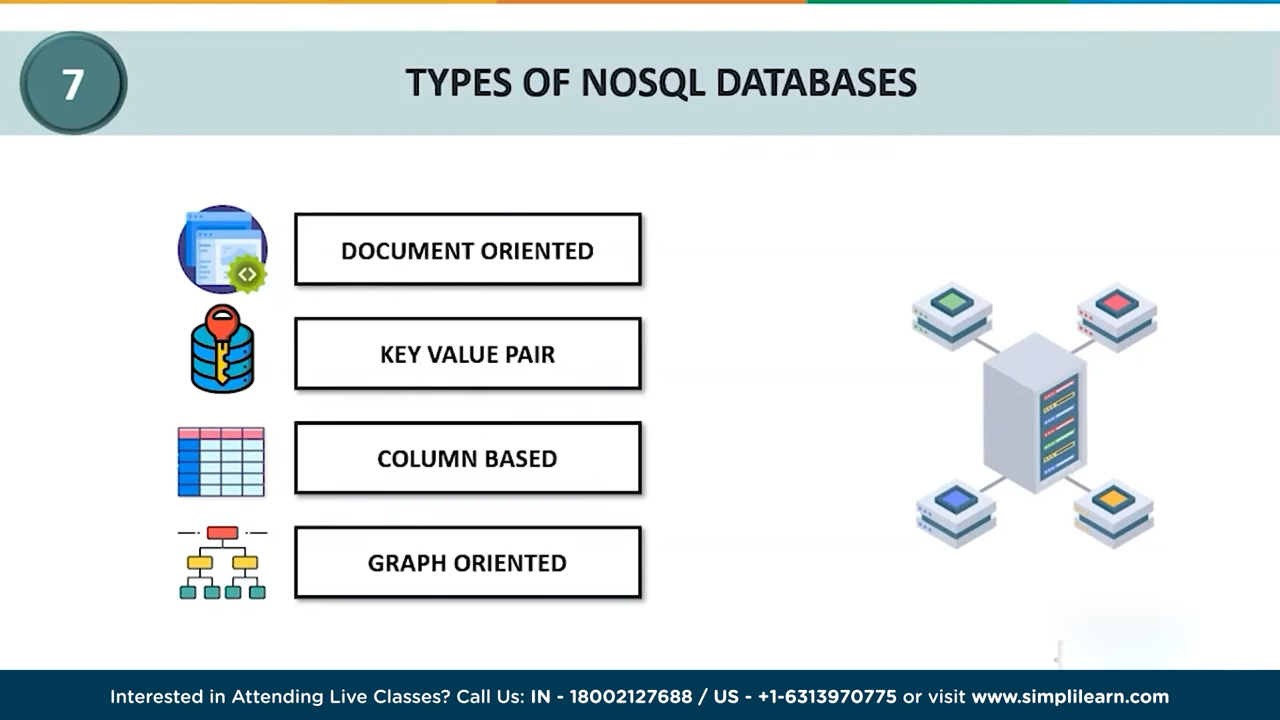 7
TYPES OF NOSQL DATABASES
DOCUMENT ORIENTED
KEY VALUE PAIR
COLUMN BASED
GRAPH ORIENTED
Interested in Attending Live Classes? Call Us: IN - 18002127688 / US - +1-6313970775 or visit www.simplilearn.com